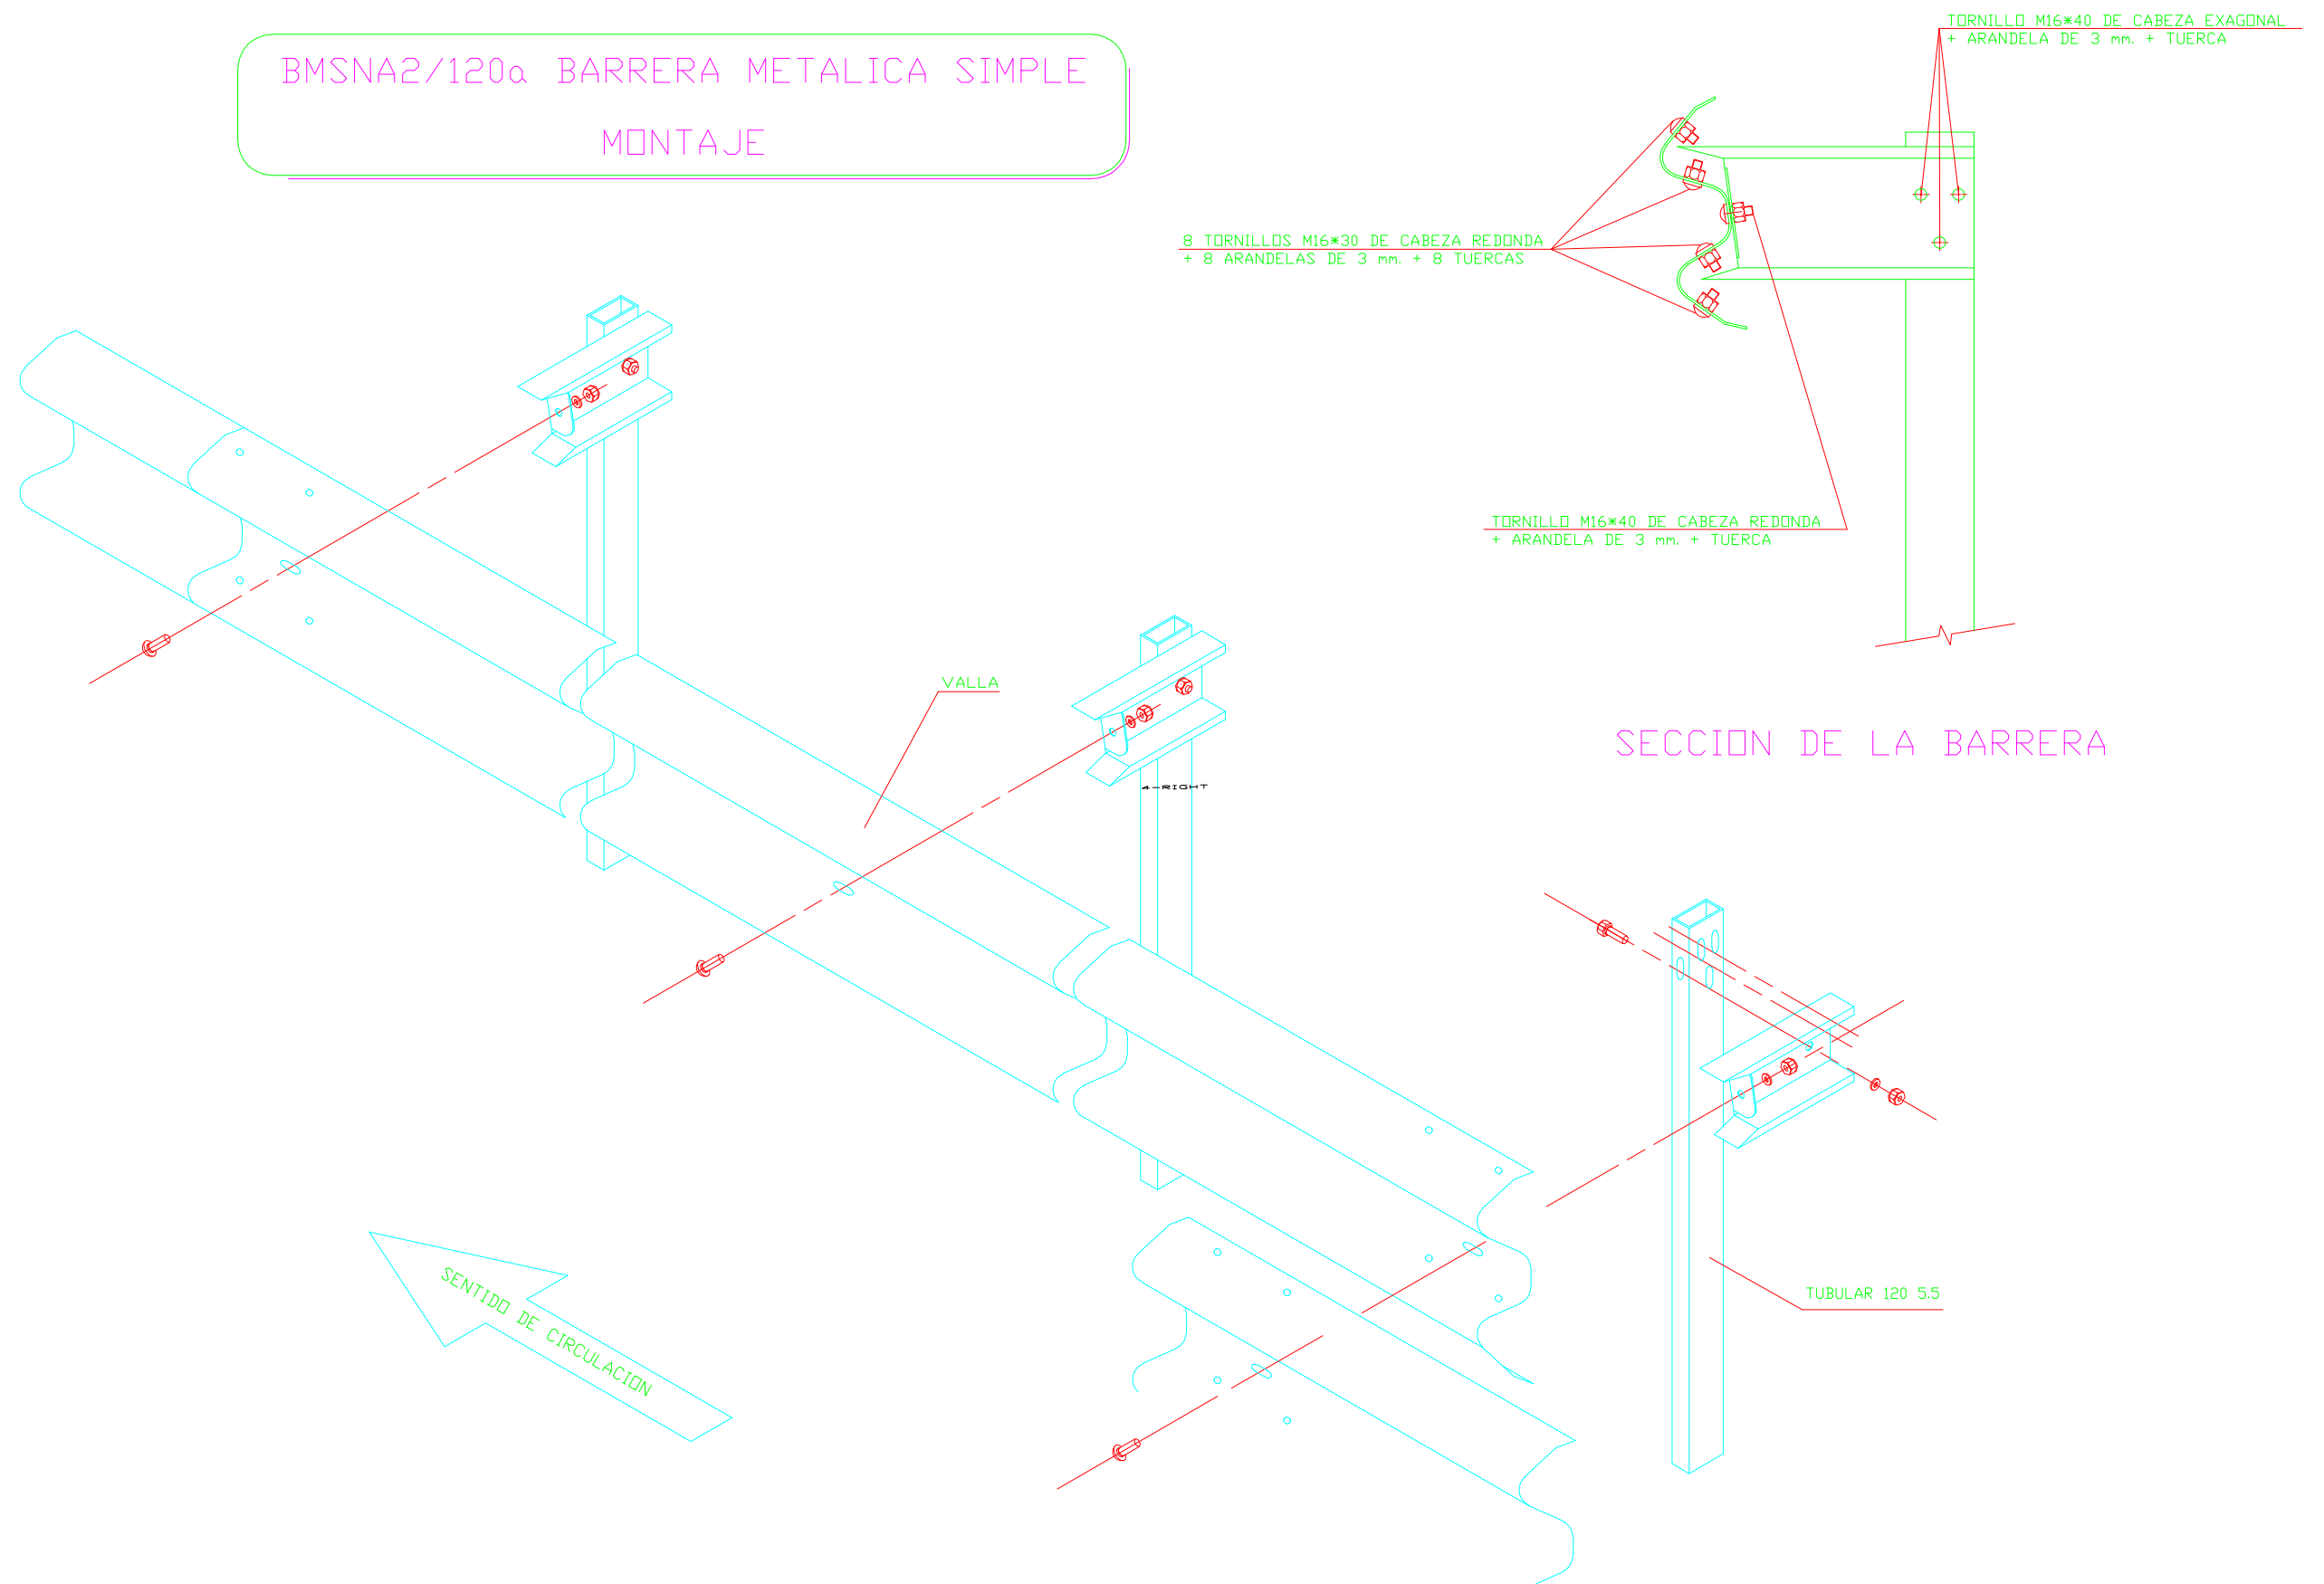 BMSNA2/120a BARRERA METALICA SIMPLE
MONTAJE
TORNILLO M16*40 DE CABEZA EXAGONAL
+ ARANDELA DE 3 mm. + TUERCA
8 TORNILLOS M16*30 DE CABEZA REDONDA
+ 8 ARANDELAS DE 3 mm. + 8 TUERCAS
TORNILLO M16*40 DE CABEZA REDONDA
+ ARANDELA DE 3 mm. + TUERCA
VALLA
SECCION DE LA BARRERA
4-RIGHT
TUBULAR 120 5.5
SENTIDO DE CIRCULACION